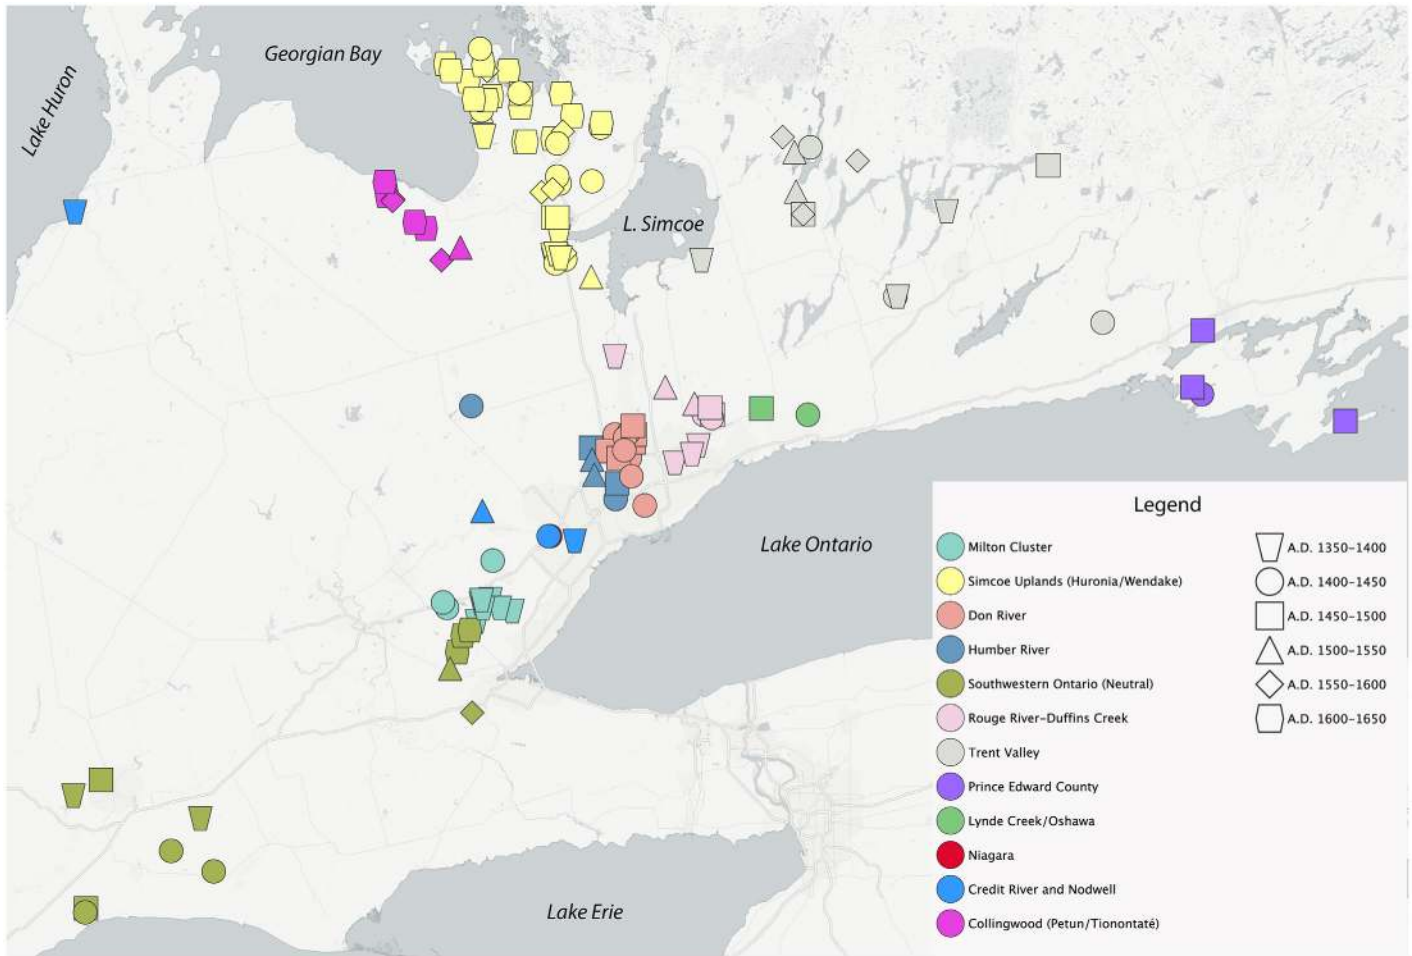 Georgian Bay
Lake Huron
L. Simcoe
Lake Ontario
Lake Erie
Legend
Milton Cluster
Simcoe Uplands (Huronia/Wendake)
Don River
Humber River
Southwestern Ontario (Neutral)
Rouge River–Duffins Creek
Trent Valley
Prince Edward County
Lynde Creek/Oshawa
Niagara
Credit River and Nodwell
Collingwood (Petun/Tionontaté)
A.D. 1350–1400
A.D. 1400–1450
A.D. 1450–1500
A.D. 1500–1550
A.D. 1550–1600
A.D. 1600–1650